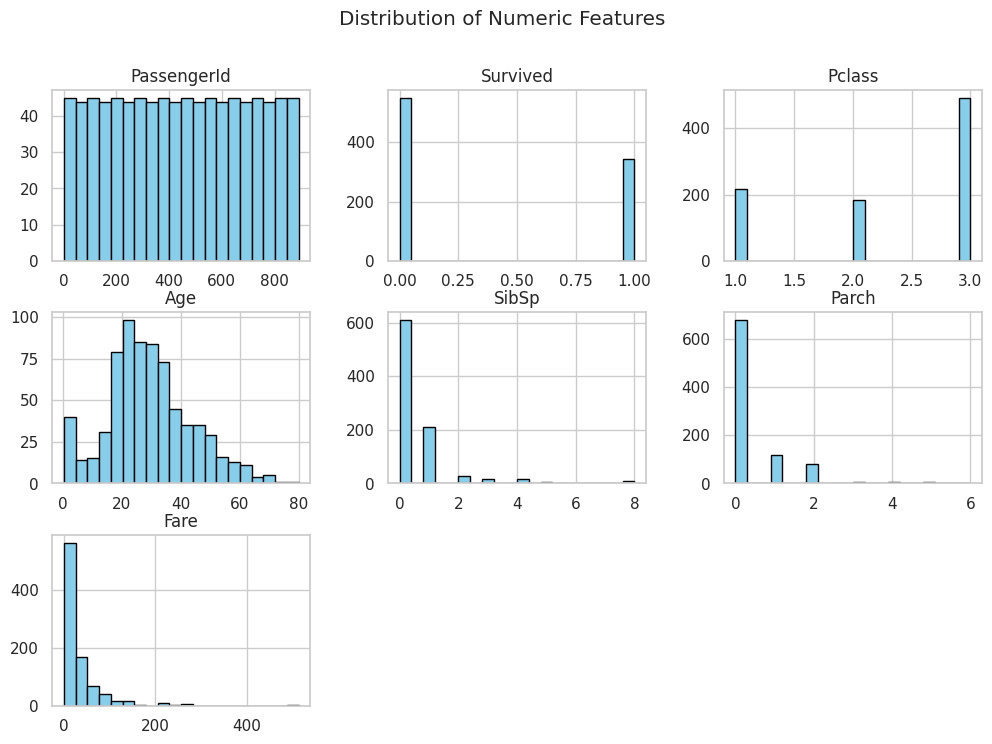 Distribution of Numeric Features
PassengerId
40
30
20
10
0
0 200 400 600 800
Survived
400
200
0
0.00 0.25 0.50 0.75 1.00
Pclass
400
200
0
1.0 1.5 2.0 2.5 3.0
Age
100
75
50
25
0
0 20 40 60 80
SibSp
600
400
200
0
0 2 4 6 8
Parch
600
400
200
0
0 2 4 6
Fare
400
200
0
0 200 400